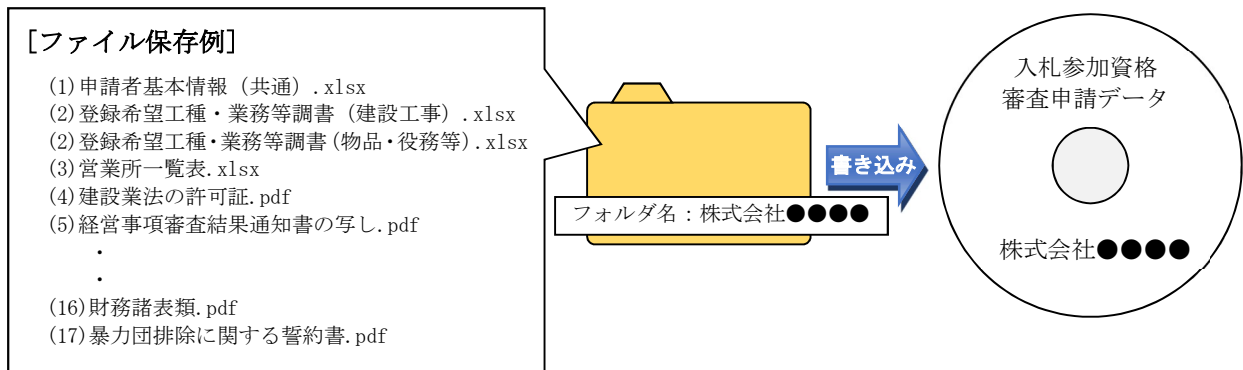 [ファイル保存例]
(1)申請者基本情報（共通）.xlsx
(2)登録希望工種・業務等調書（建設工事）.xlsx
(2)登録希望工種・業務等調書(物品・役務等).xlsx
(3)営業所一覧表.xlsx
(4)建設業法の許可証.pdf
(5)経営事項審査結果通知書の写し.pdf
・
・
(16)財務諸表類.pdf
(17)暴力団排除に関する誓約書.pdf
フォルダ名：株式会社●●●●
書き込み
入札参加資格
審査申請データ
株式会社●●●●